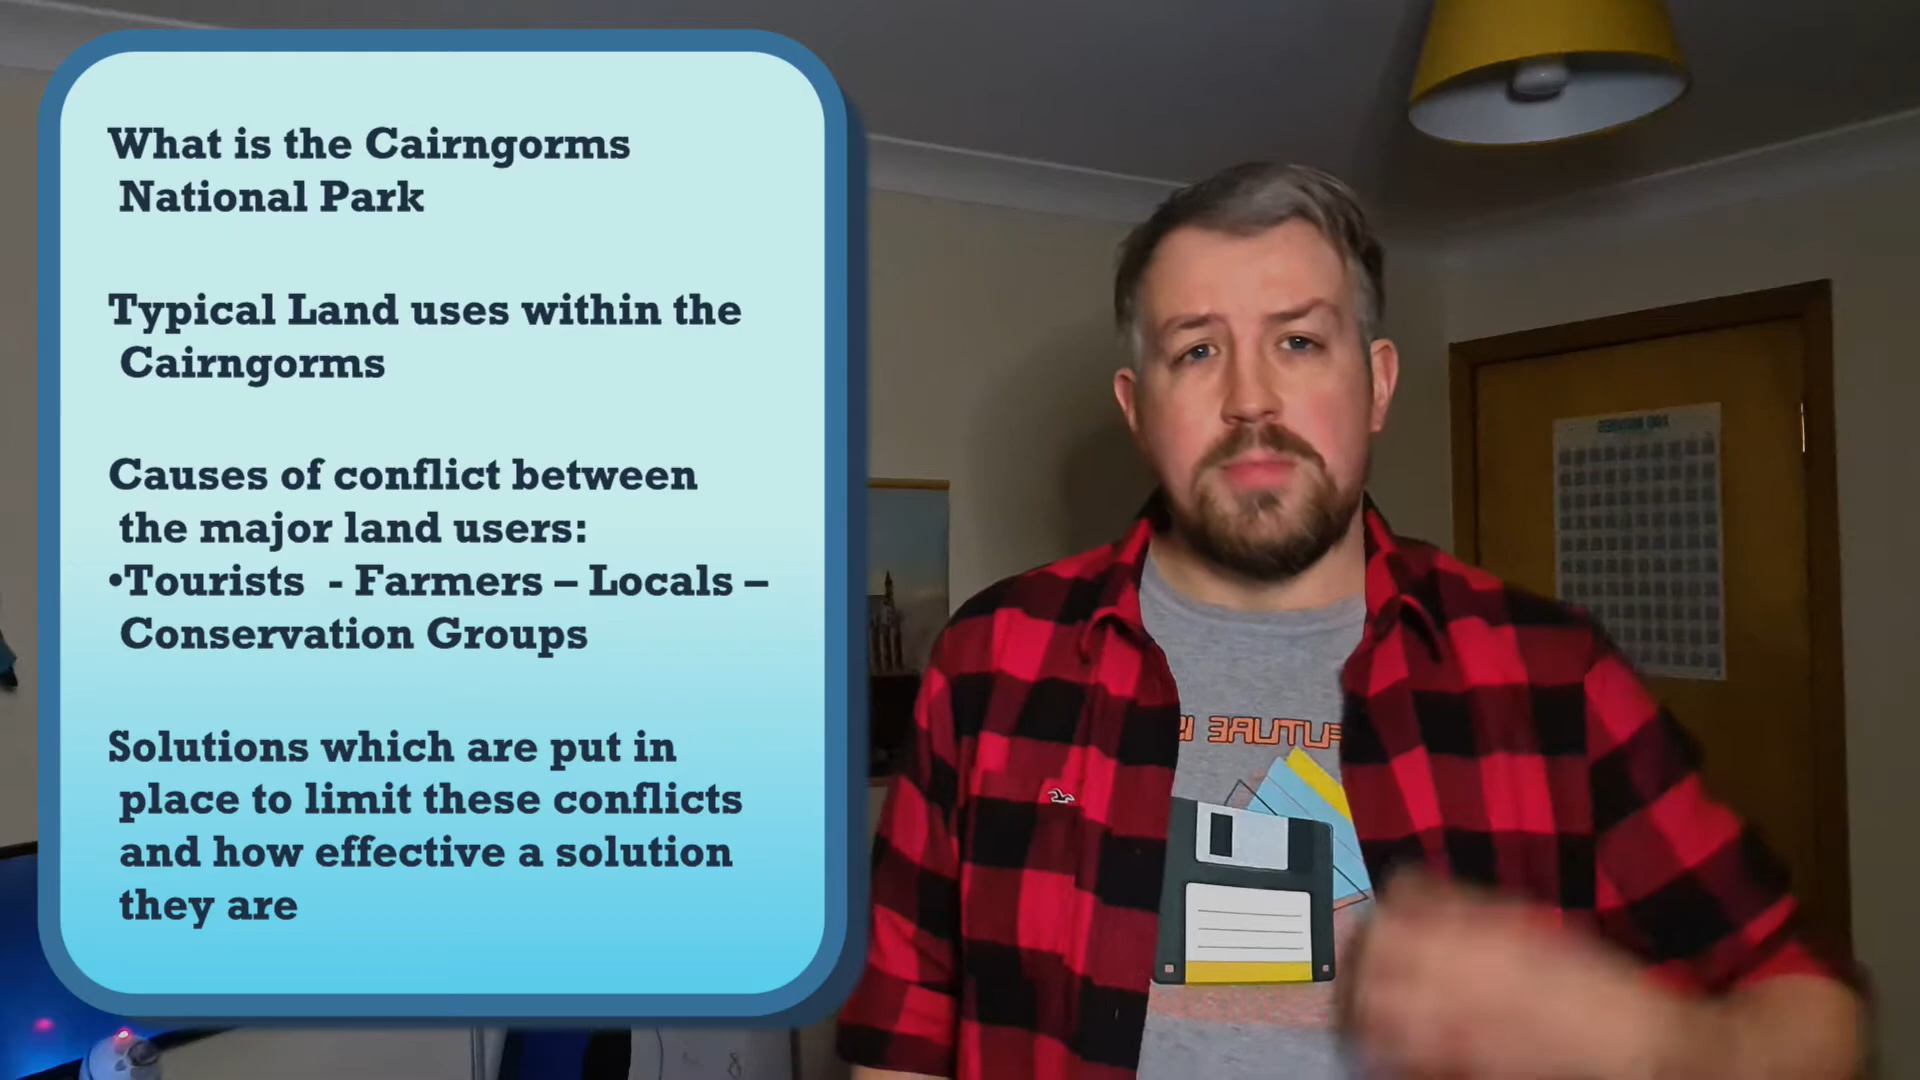 What is the Cairngorms
National Park
Typical Land uses within the
Cairngorms
Causes of conflict between
the major land users:
•Tourists - Farmers – Locals –
Conservation Groups
Solutions which are put in
place to limit these conflicts
and how effective a solution
they are
FUTURE